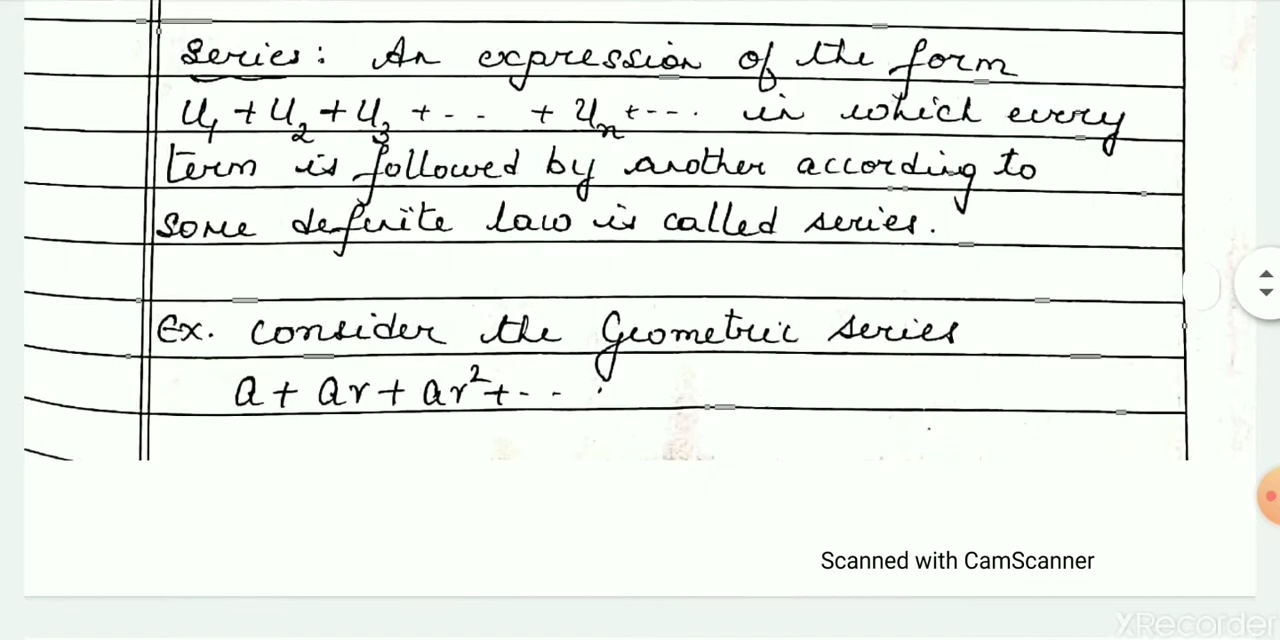 Series: An expression of the form
U₁ + U₂ + U₃ + - - + Uₙ + - - - in which every
term is followed by another according to
some definite law is called series.
Ex. Consider the Geometric series
a + ar + ar² + - - .
Scanned with CamScanner
XRecorder